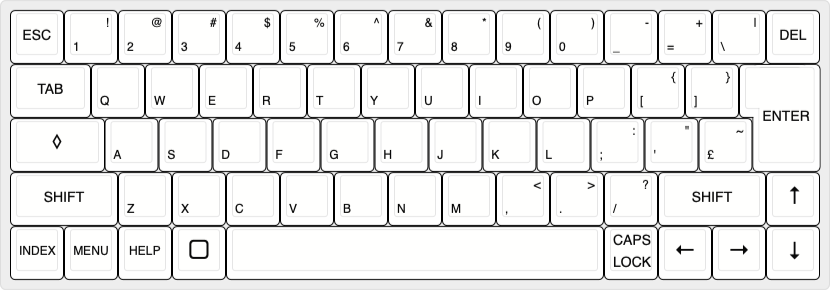 ESC ! 1 @ 2 # 3 $ 4 % 5 ^ 6 & 7 * 8 ( 9 ) 0 - _ + = | \ DEL
TAB Q W E R T Y U I O P { [ } ] ENTER
◊ A S D F G H J K L : ; " ' ~ £
SHIFT Z X C V B N M < , > . ? / SHIFT ↑
INDEX MENU HELP ▢ CAPS LOCK ← → ↓